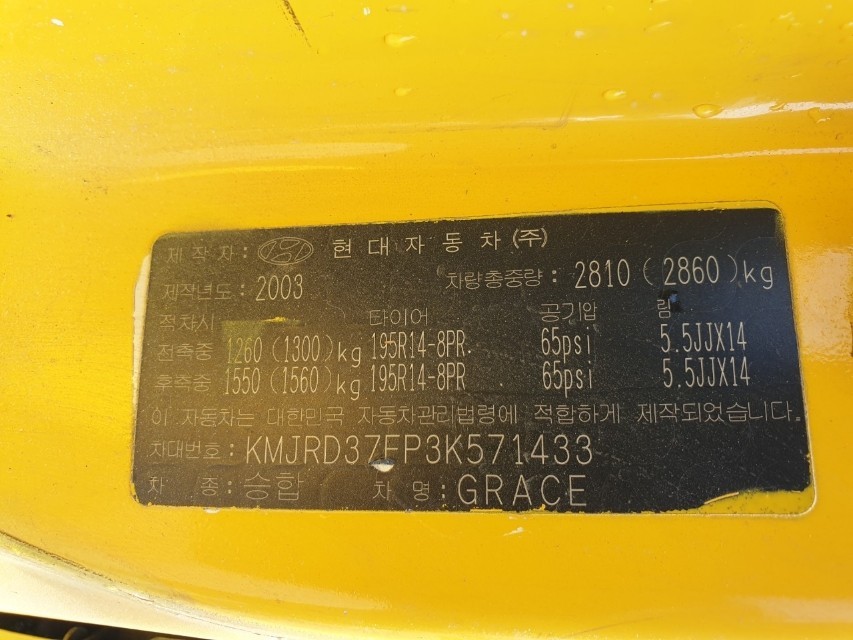 제 작 자 : 현 대 자 동 차 (주)
제작년도 : 2003 차량총중량 : 2810 (2860) kg
적차시 타이어 공기압 림
전축중 1260 (1300) kg 195R14-8PR. 65psi 5.5JJX14
후축중 1550 (1560) kg 195R14-8PR 65psi 5.5JJX14
이 자동차는 대한민국 자동차관리법령에 적합하게 제작되었습니다.
차대번호 : KMJRD37FP3K571433
차 종 : 승합 차 명 : GRACE